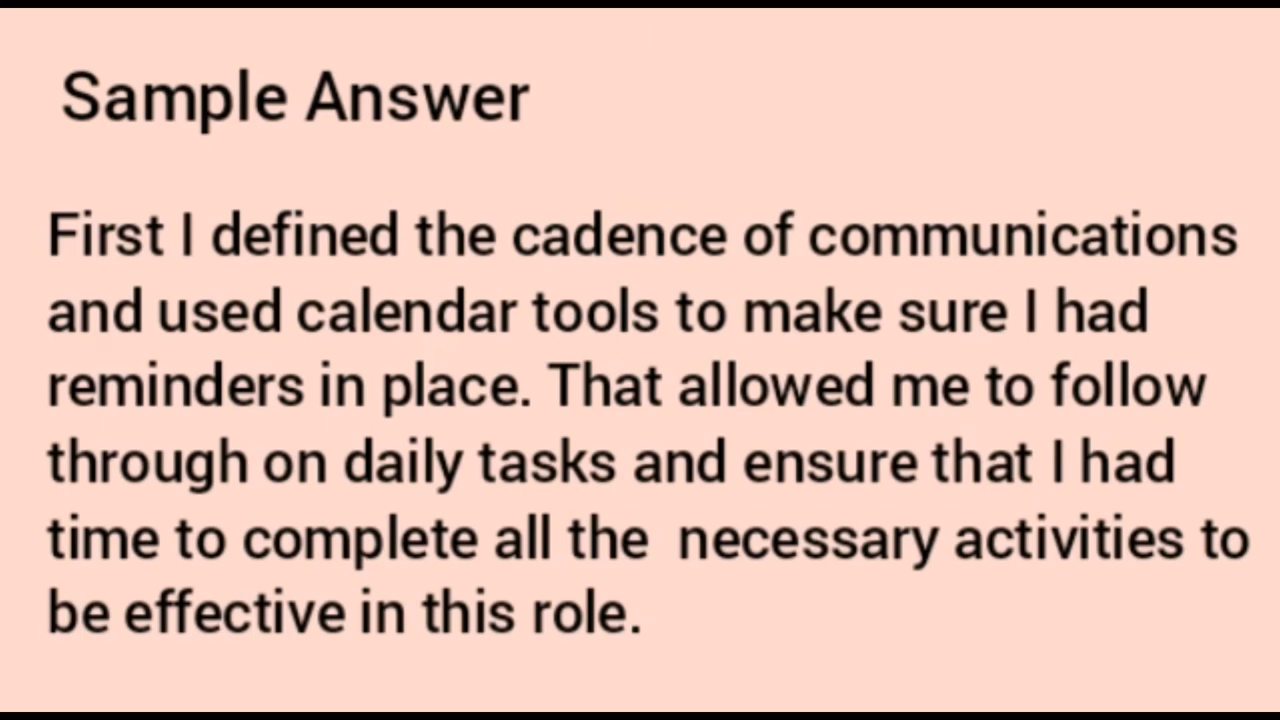 Sample Answer
First I defined the cadence of communications
and used calendar tools to make sure I had
reminders in place. That allowed me to follow
through on daily tasks and ensure that I had
time to complete all the  necessary activities to
be effective in this role.